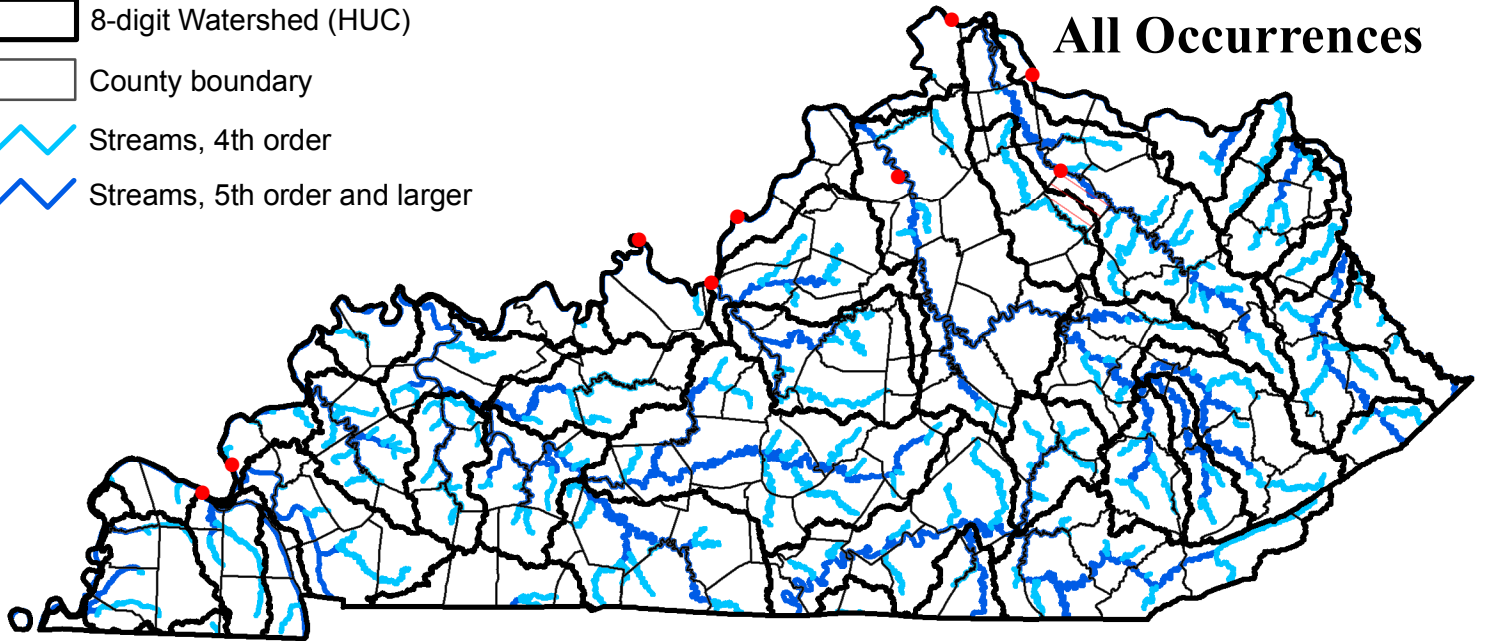 8-digit Watershed (HUC)
All Occurrences
County boundary
Streams, 4th order
Streams, 5th order and larger